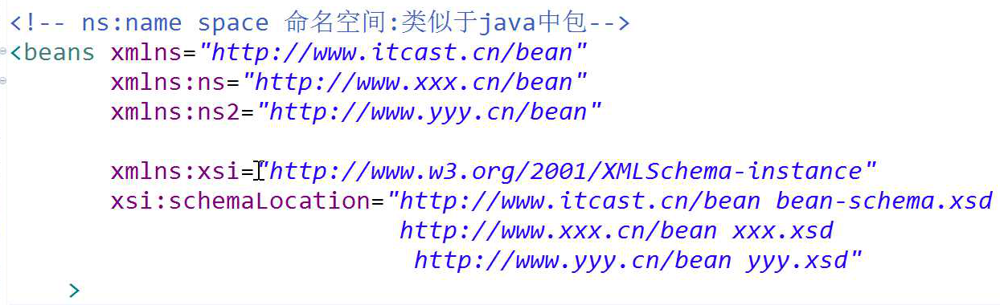 <!-- ns:name space 命名空间:类似于java中包-->
<beans xmlns="http://www.itcast.cn/bean"
xmlns:ns="http://www.xxx.cn/bean"
xmlns:ns2="http://www.yyy.cn/bean"
xmlns:xsi="http://www.w3.org/2001/XMLSchema-instance"
xsi:schemaLocation="http://www.itcast.cn/bean bean-schema.xsd
http://www.xxx.cn/bean xxx.xsd
http://www.yyy.cn/bean yyy.xsd"
>